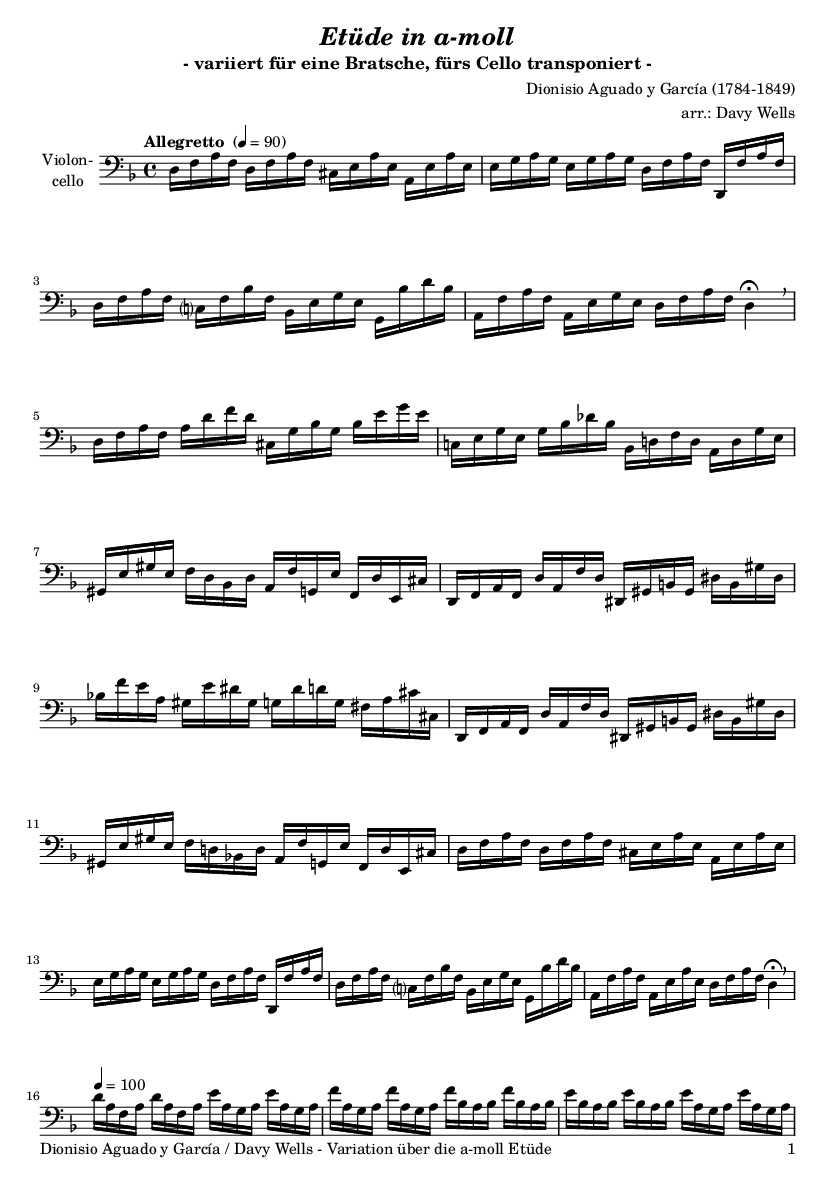 Etüde in a-moll
- variiert für eine Bratsche, fürs Cello transponiert -
Dionisio Aguado y García (1784-1849)
arr.: Davy Wells
Allegretto (♩ = 90)
Violon-
cello
3
5
7
9
11
13
♩ = 100
16
Dionisio Aguado y García / Davy Wells - Variation über die a-moll Etüde 1